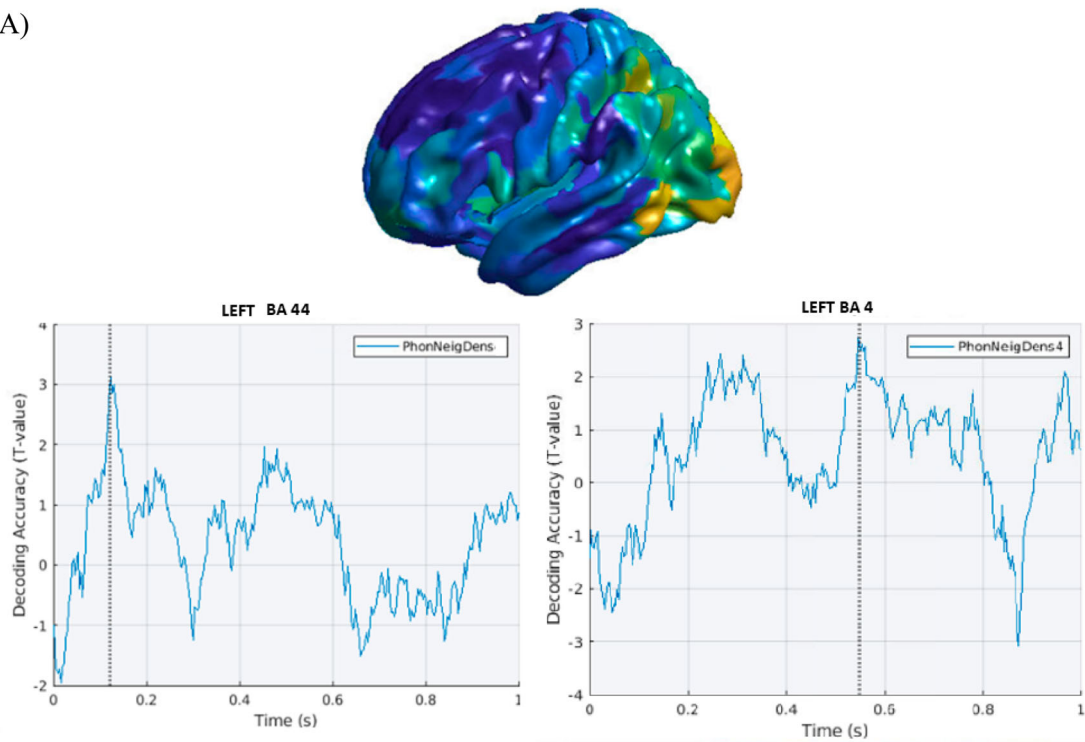 A)
LEFT BA 44
PhonNeigDens
Decoding Accuracy (T-value)
4
3
2
1
0
-1
-2
0 0.2 0.4 0.6 0.8 1
Time (s)
LEFT BA 4
PhonNeigDens4
Decoding Accuracy (T-value)
3
2
1
0
-1
-2
-3
-4
0 0.2 0.4 0.6 0.8 1
Time (s)